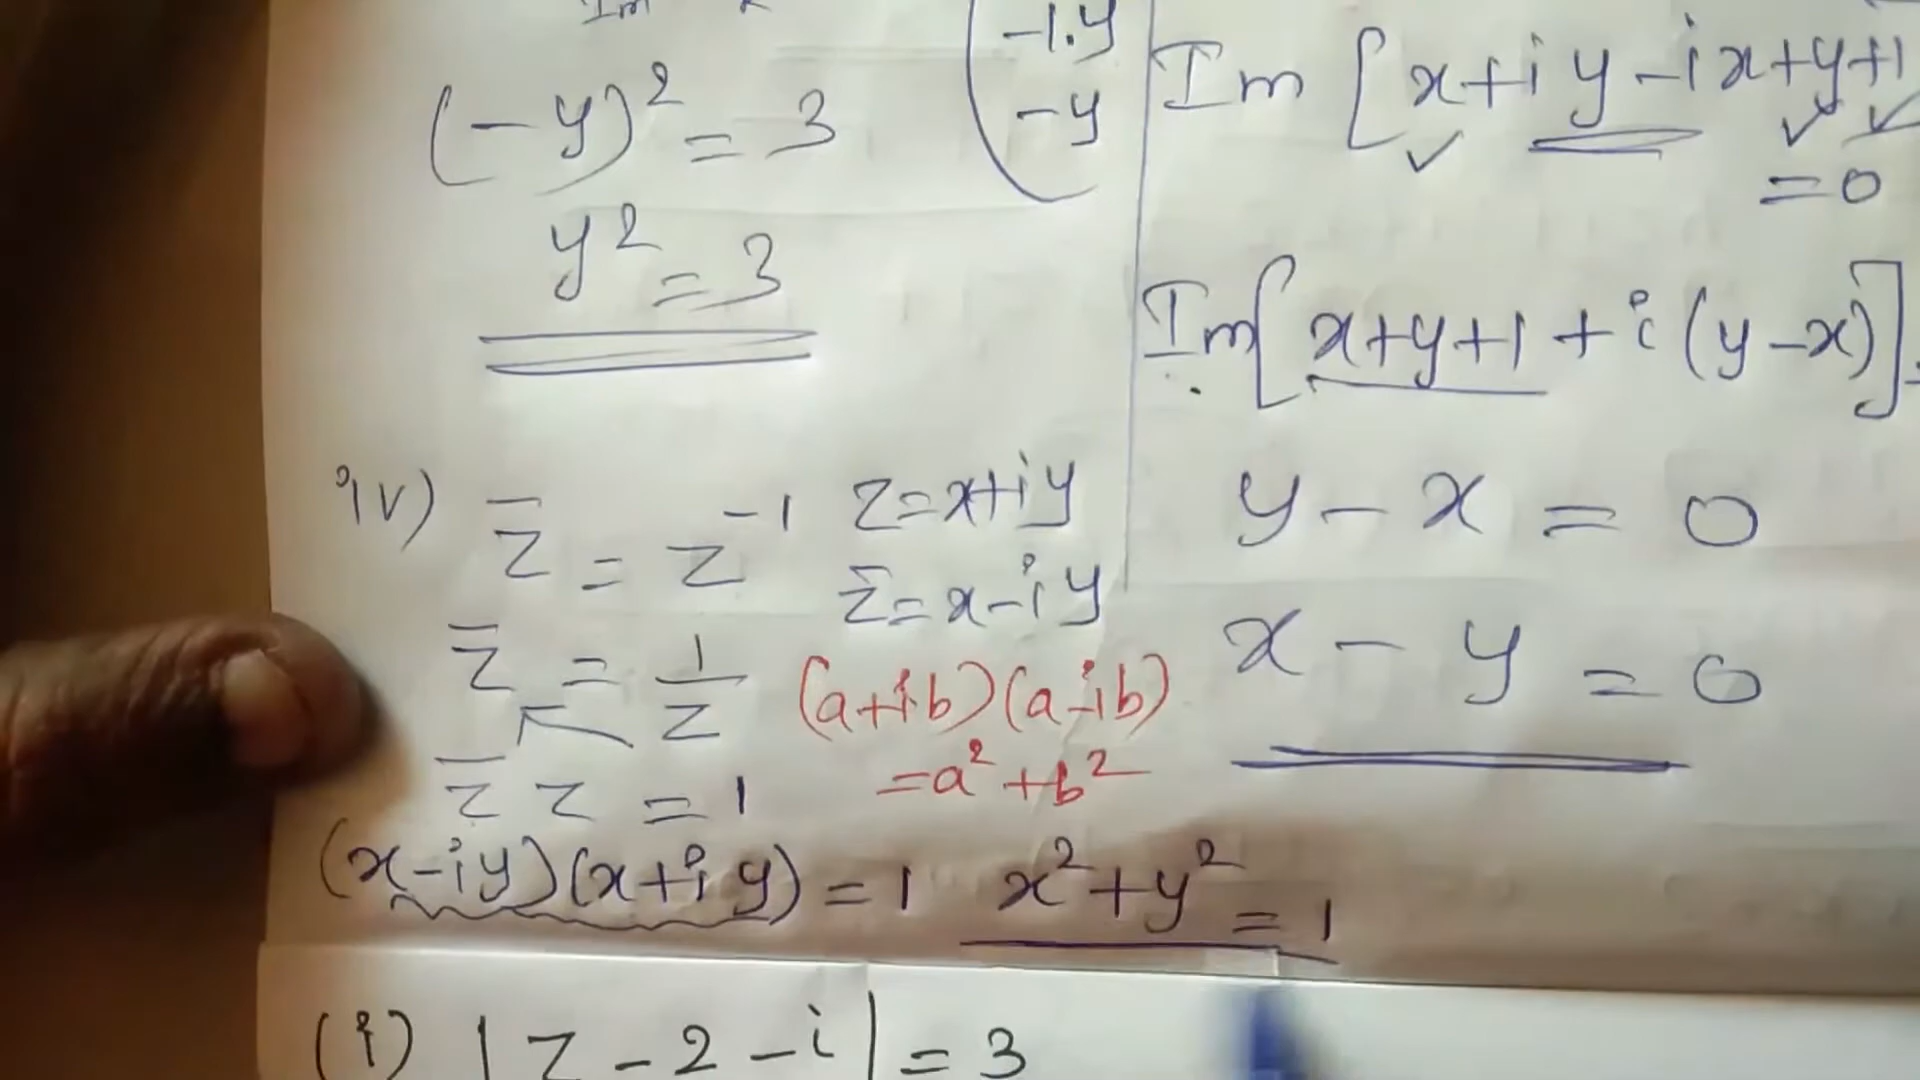 (-y)² = 3
y² = 3
iv) z̅ = z⁻¹
z̅ = 1/z
z̅ z = 1
(x-iy)(x+iy) = 1
z = x+iy
z̅ = x-iy
(a+ib)(a-ib)
= a² + b²
x² + y² = 1
-1.y
-y
Im [x+iy-ix+y+1
= 0
Im[x+y+1 + i(y-x)]
y - x = 0
x - y = 0
(i) |z - 2 - i| = 3